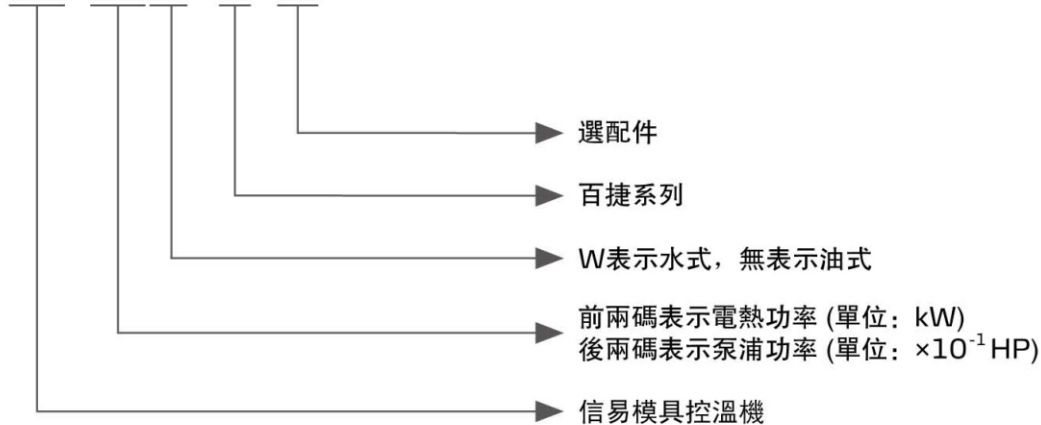 選配件
百捷系列
W表示水式，無表示油式
前兩碼表示電熱功率 (單位：kW)
後兩碼表示泵浦功率 (單位：×10⁻¹HP)
信易模具控溫機